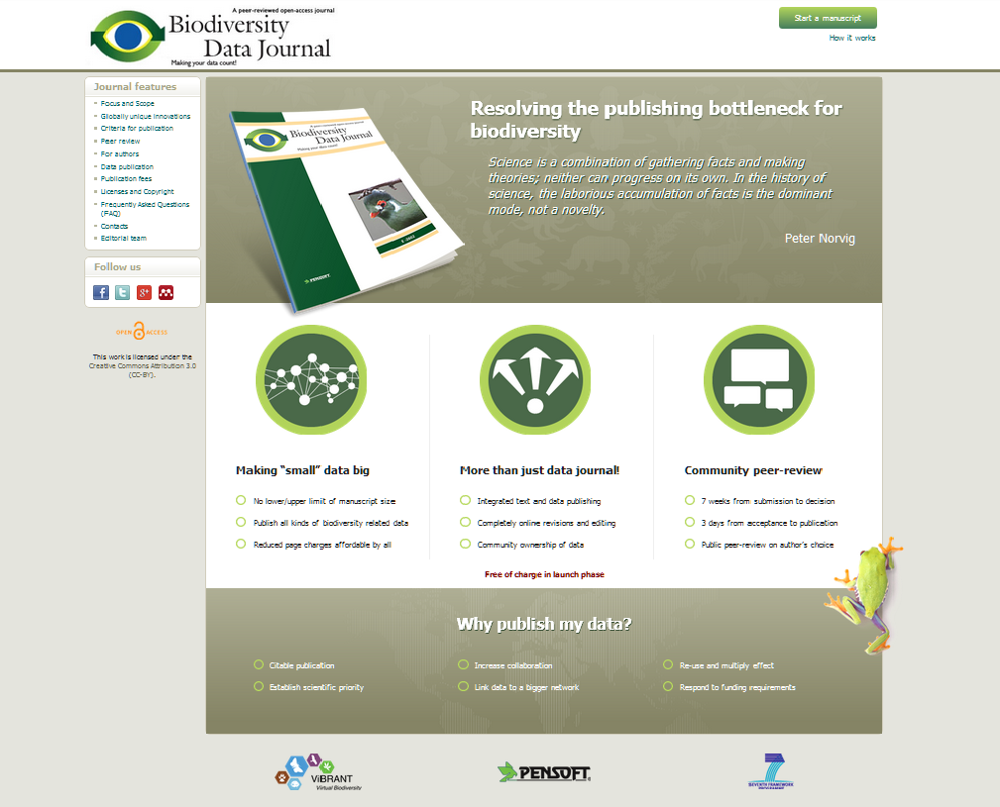 A peer-reviewed open-access journal
Biodiversity
Data Journal
Making your data count!
Start a manuscript
How it works
Journal features
Focus and Scope
Globally unique innovations
Criteria for publication
Peer review
For authors
Data publication
Publication fees
Licenses and Copyright
Frequently Asked Questions
(FAQ)
Contacts
Editorial team
Follow us
f
t
g+
OPEN ACCESS
This work is licensed under the
Creative Commons Attribution 3.0
(CC-BY).
A peer-reviewed open-access journal
Biodiversity
Data Journal
Making your data count!
PENSOFT
Resolving the publishing bottleneck for
biodiversity
Science is a combination of gathering facts and making
theories; neither can progress on its own. In the history of
science, the laborious accumulation of facts is the dominant
mode, not a novelty.
Peter Norvig
Making “small” data big
No lower/upper limiit of manuscript size
Publish all kinds of biodiversity related data
Reduced page charges affordable by all
More than just data journal!
Integrated text and data publishing
Completely online revisions and editing
Community ownership of data
Community peer-review
7 weeks from submission to decision
3 days from acceptance to publication
Public peer-review on author's choice
Free of charge in launch phase
Why publish my data?
Citable publication
Increase collaboration
Re-use and multiply effect
Establish scientific priority
Link data to a bigger network
Respond to funding requirements
ViBRANT
Virtual Biodiversity
PENSOFT
7
SEVENTH FRAMEWORK
PROGRAMME